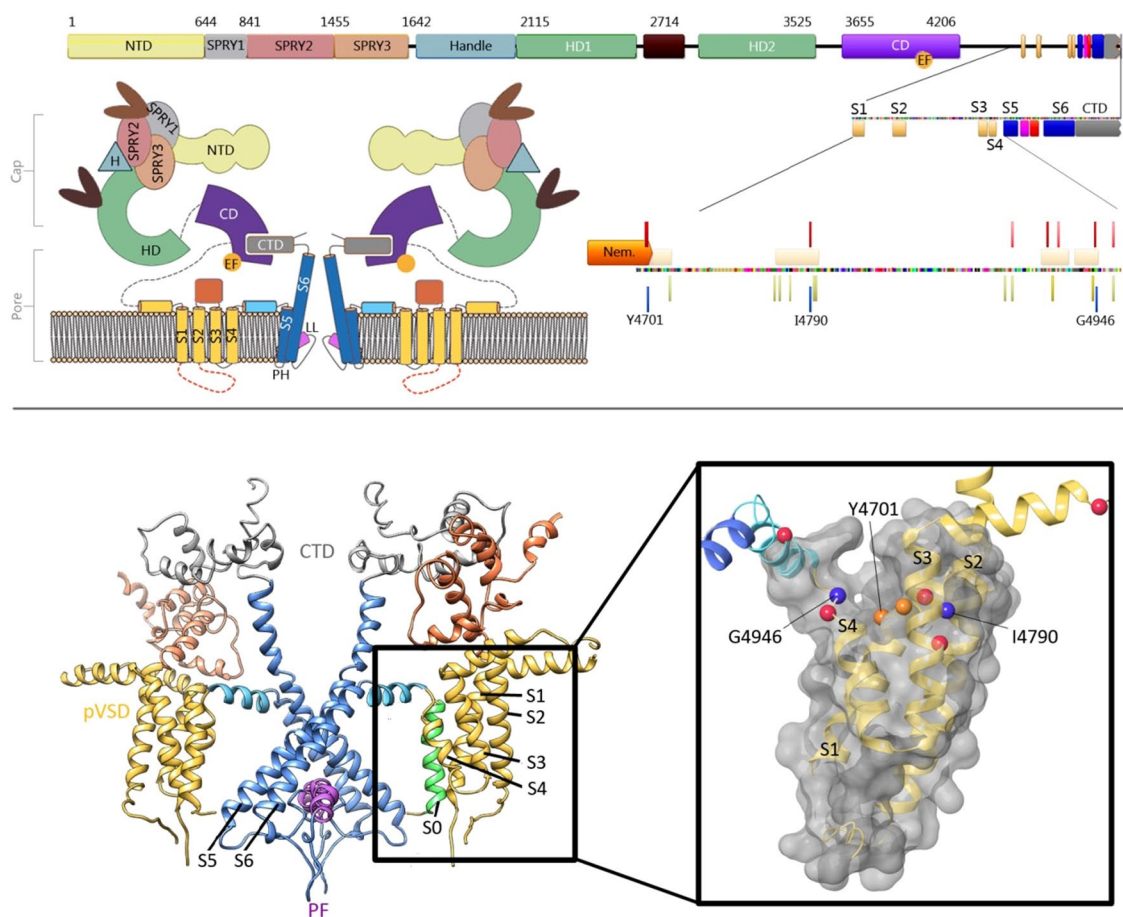 1 644 841 1455 1642 2115 2714 3525 3655 4206
NTD SPRY1 SPRY2 SPRY3 Handle HD1 HD2 CD
EF
S1 S2 S3 S5 S6 CTD
S4
Cap
Pore
SPRY1
SPRY2
SPRY3
H
NTD
CD
HD
EF
CTD
S6
S5
LL
S1 S2 S3 S4
PH
Nem.
Y4701 I4790 G4946
CTD
pVSD
S1
S2
S3
S4
S0
S5 S6
PF
Y4701
S3
S2
G4946
S4
I4790
S1